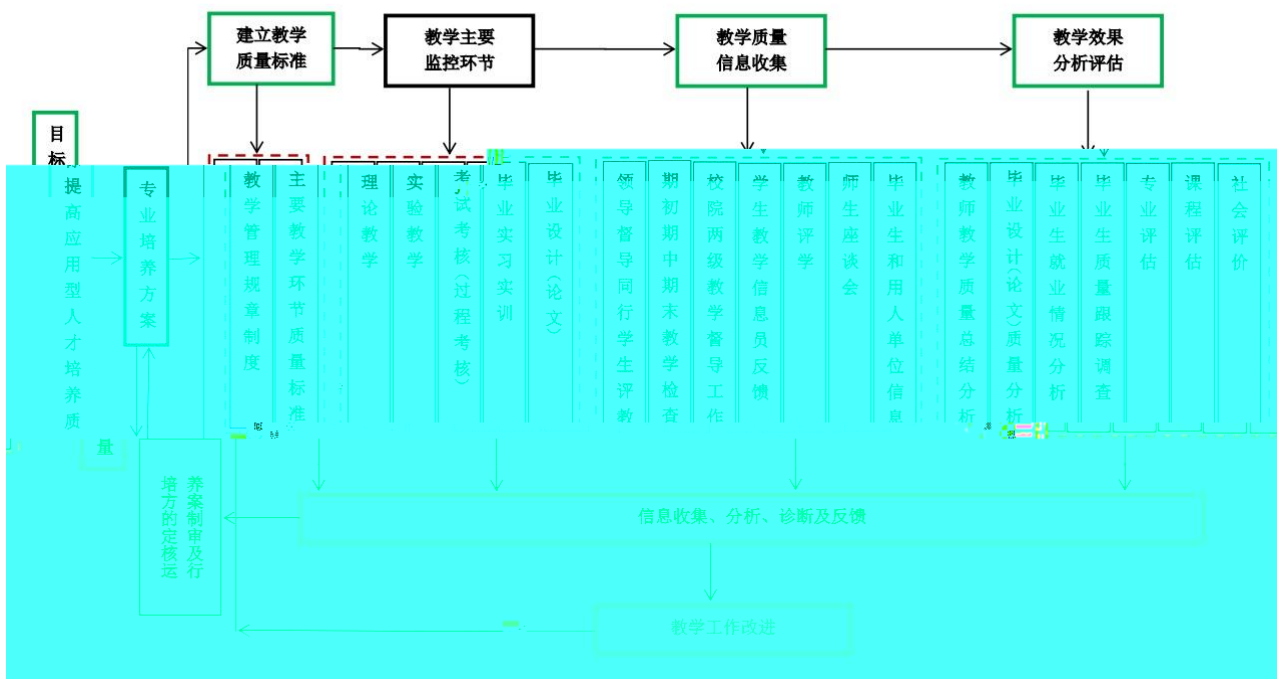 建立教学
质量标准
教学主要
监控环节
教学质量
信息收集
教学效果
分析评估
目标
提高应用型人才培养质量
专业培养方案
教学管理规章制度
主要教学环节质量标准
理论教学
实验教学
考试考核(过程考核)
毕业实习实训
毕业设计(论文)
领导督导同行学生评教
期初期中期末教学检查
校院两级教学督导工作
学生教学信息员反馈
教师评学
师生座谈会
毕业生和用人单位信息
教师教学质量总结分析
毕业设计(论文)质量分析
毕业生就业情况分析
毕业生质量跟踪调查
专业评估
课程评估
社会评价
培养
方案
的制
定审
核及
运行
信息收集、分析、诊断及反馈
教学工作改进